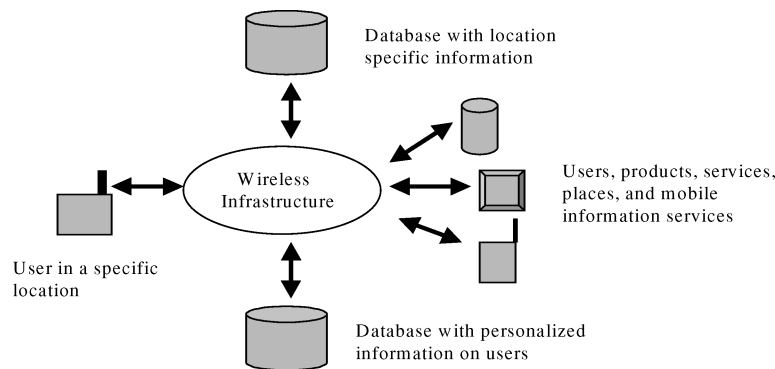 Database with location
specific information
Wireless
Infrastructure
Users, products, services,
places, and mobile
information services
User in a specific
location
Database with personalized
information on users